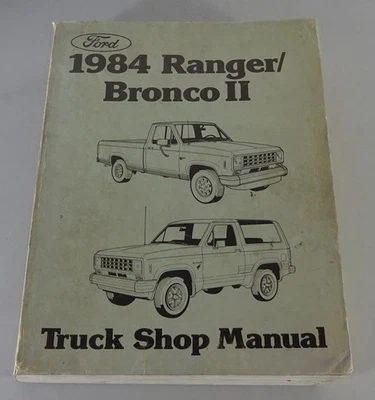 Ford
1984 Ranger/
Bronco II
Truck Shop Manual